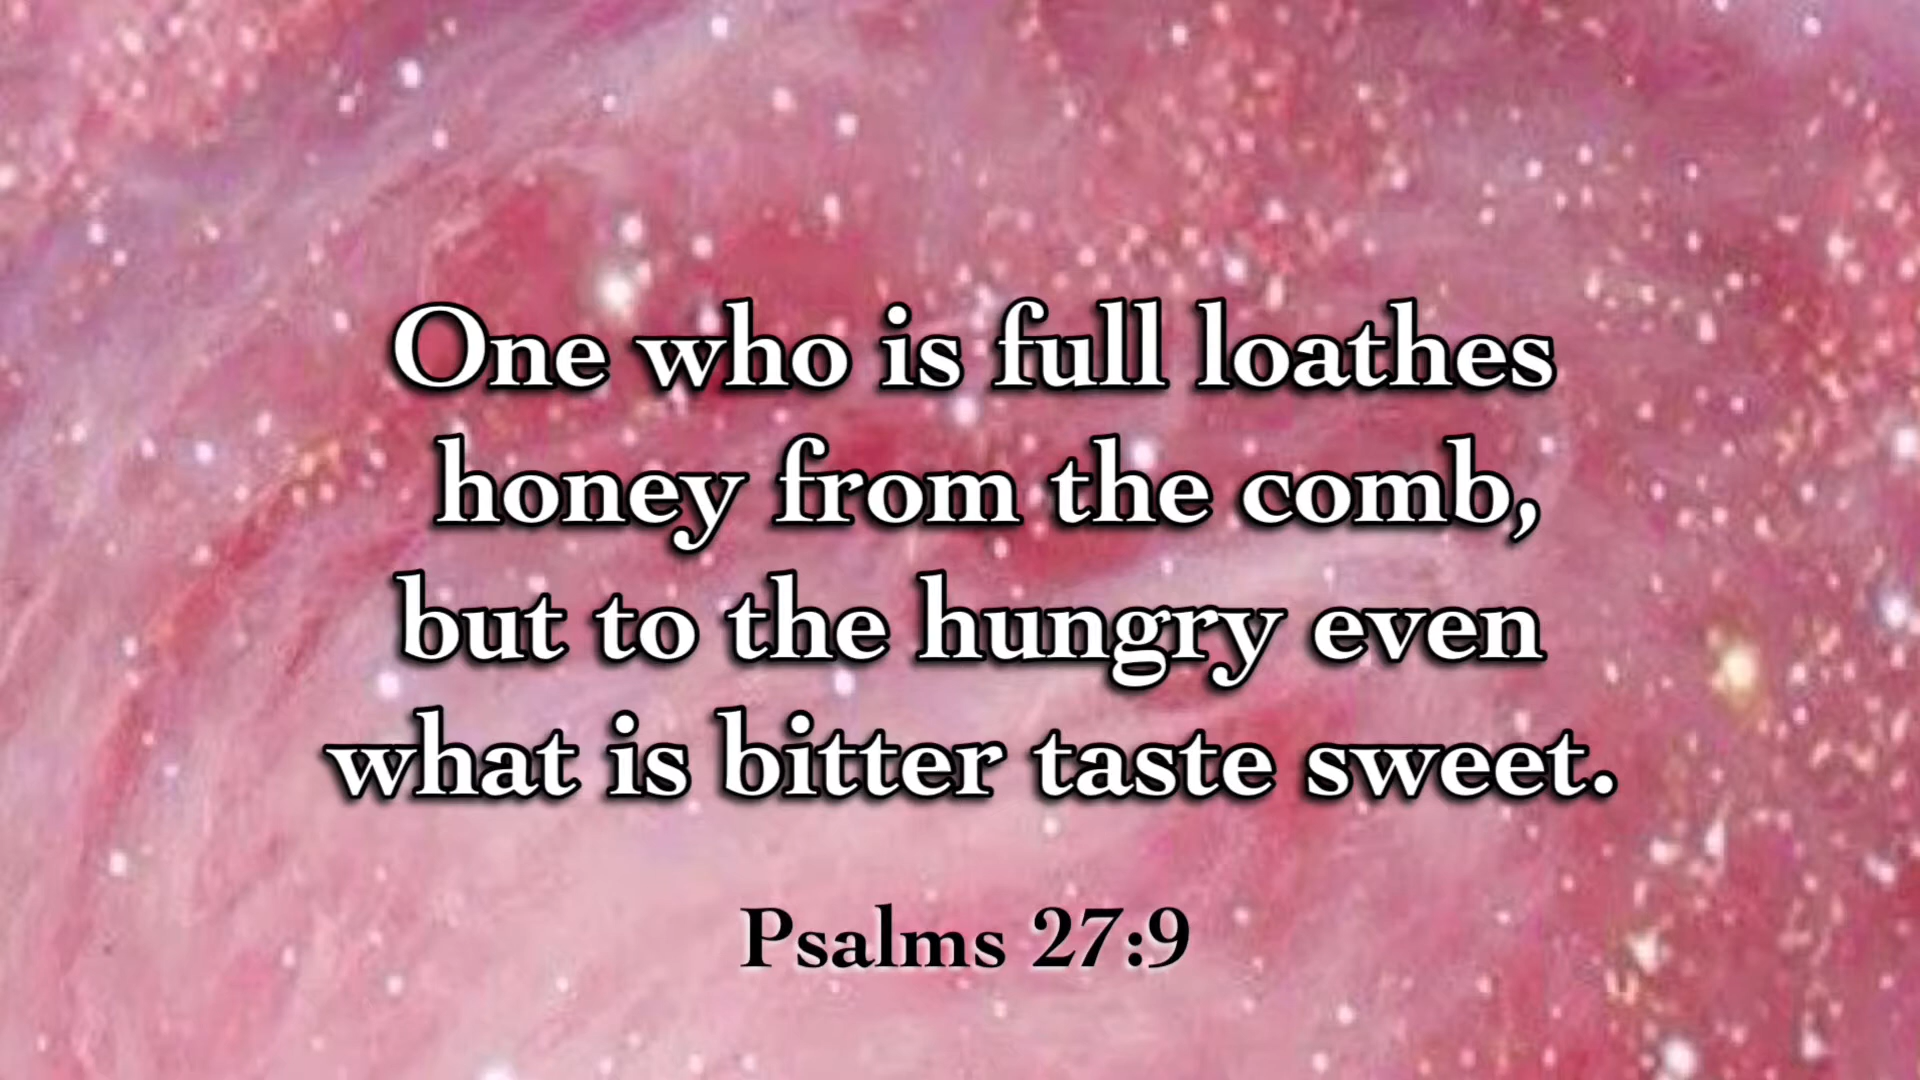 One who is full loathes
honey from the comb,
but to the hungry even
what is bitter taste sweet.
Psalms 27:9